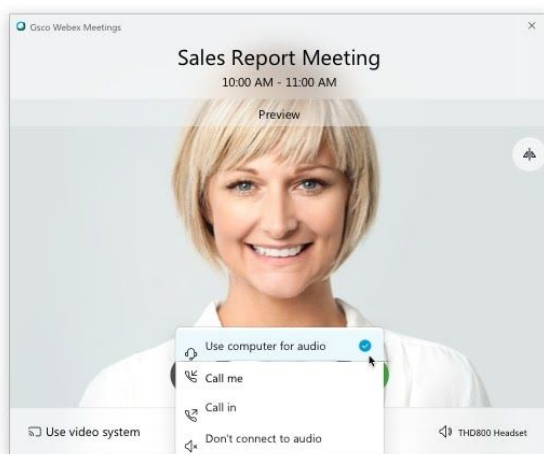 Gsco Webex Meetings
Sales Report Meeting
10:00 AM - 11:00 AM
Preview
Use computer for audio
Call me
Call in
Don't connect to audio
Use video system
THD800 Headset